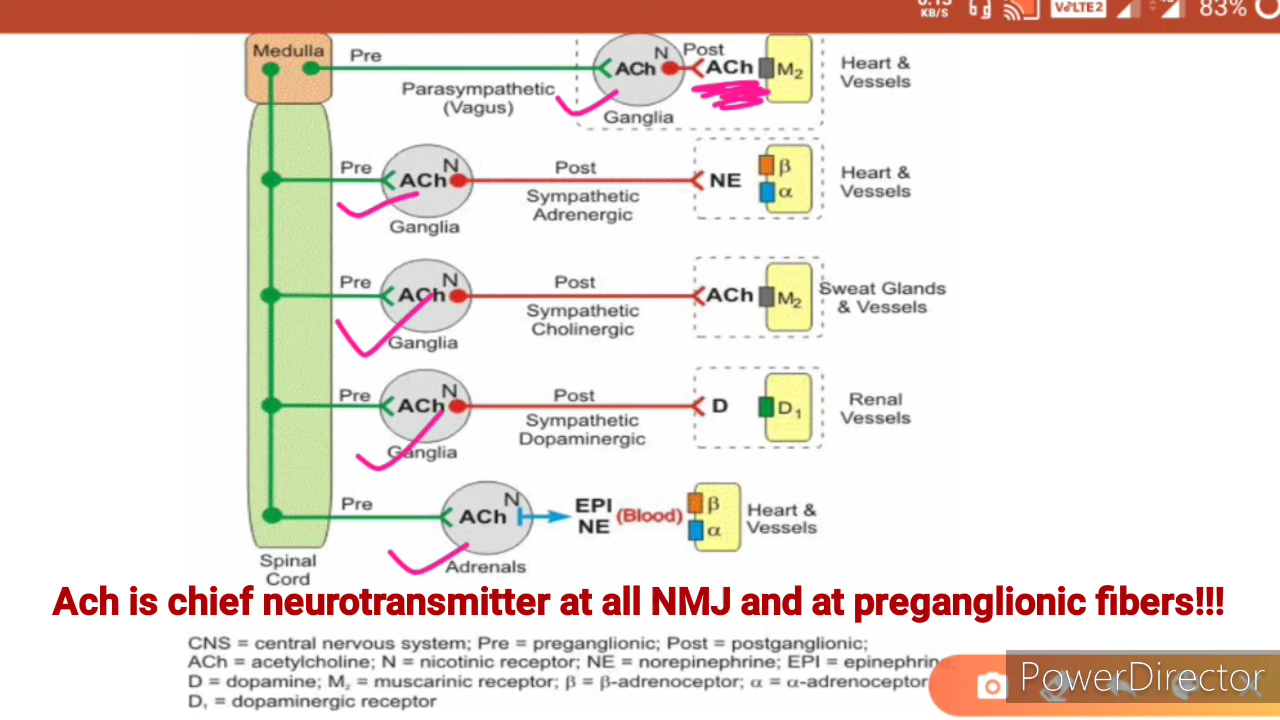 KB/S
VoLTE2
83%
Medulla
Pre
ACh
N
Post
ACh
M2
Heart &
Vessels
Parasympathetic
(Vagus)
Ganglia
Pre
N
ACh
Post
NE
β
α
Heart &
Vessels
Sympathetic
Adrenergic
Ganglia
Pre
N
ACh
Post
ACh
M2
Sweat Glands
& Vessels
Sympathetic
Cholinergic
Ganglia
Pre
N
ACh
Post
D
D1
Renal
Vessels
Sympathetic
Dopaminergic
Ganglia
Pre
N
ACh
EPI
NE
(Blood)
β
α
Heart &
Vessels
Adrenals
Spinal
Cord
Ach is chief neurotransmitter at all NMJ and at preganglionic fibers!!!
CNS = central nervous system; Pre = preganglionic; Post = postganglionic;
ACh = acetylcholine; N = nicotinic receptor; NE = norepinephrine; EPI = epinephrine
D = dopamine; M2 = muscarinic receptor; β = β-adrenoceptor; α = α-adrenoceptor
D1 = dopaminergic receptor
PowerDirector